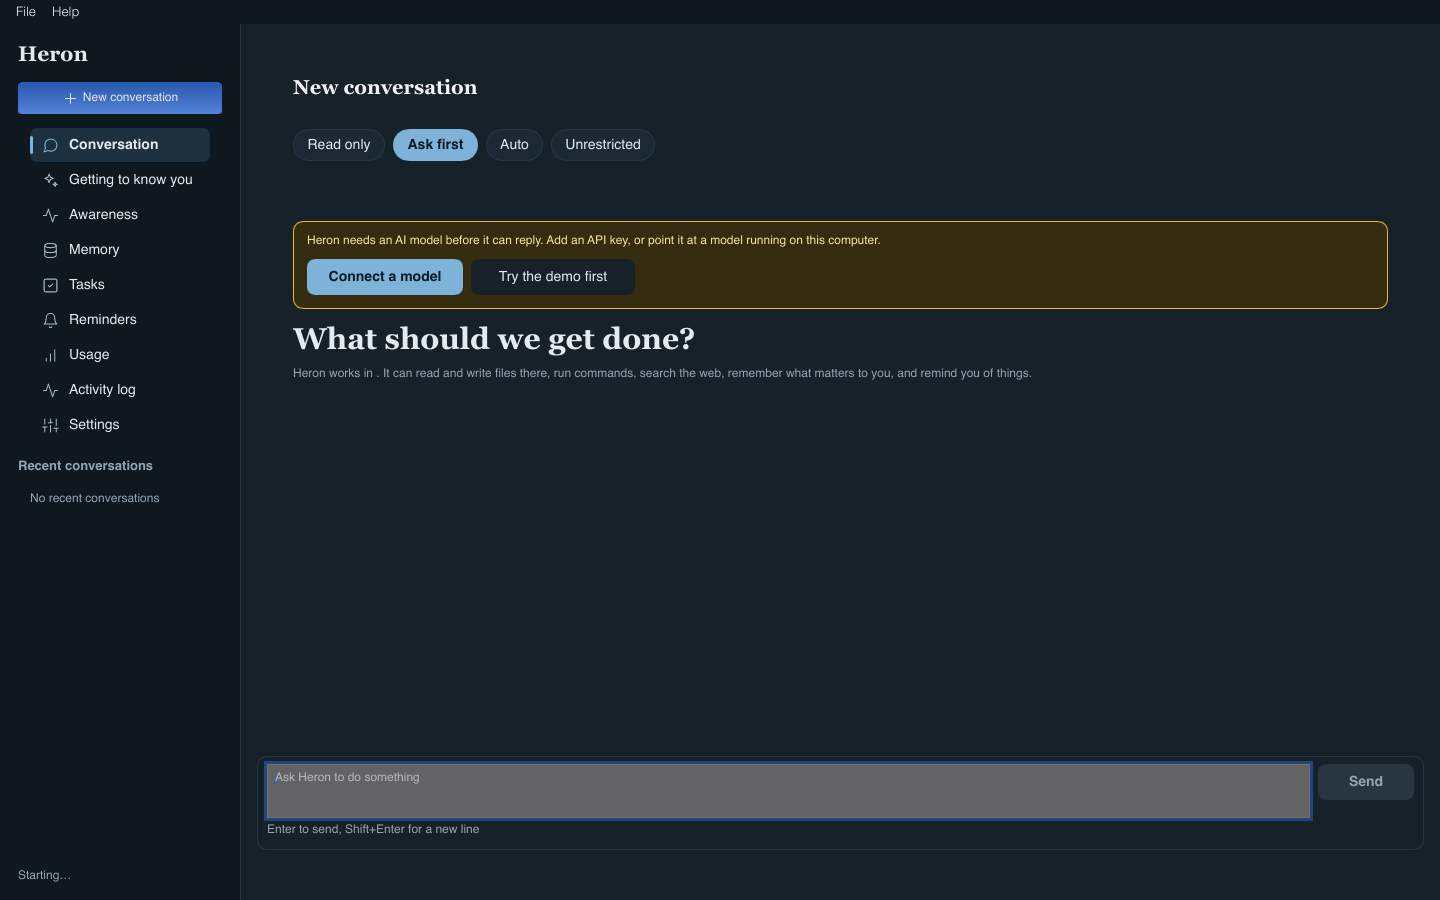 File Help
Heron
New conversation
Conversation
Getting to know you
Awareness
Memory
Tasks
Reminders
Usage
Activity log
Settings
Recent conversations
No recent conversations
Starting…
New conversation
Read only Ask first Auto Unrestricted
Heron needs an AI model before it can reply. Add an API key, or point it at a model running on this computer.
Connect a model Try the demo first
What should we get done?
Heron works in . It can read and write files there, run commands, search the web, remember what matters to you, and remind you of things.
Ask Heron to do something
Send
Enter to send, Shift+Enter for a new line